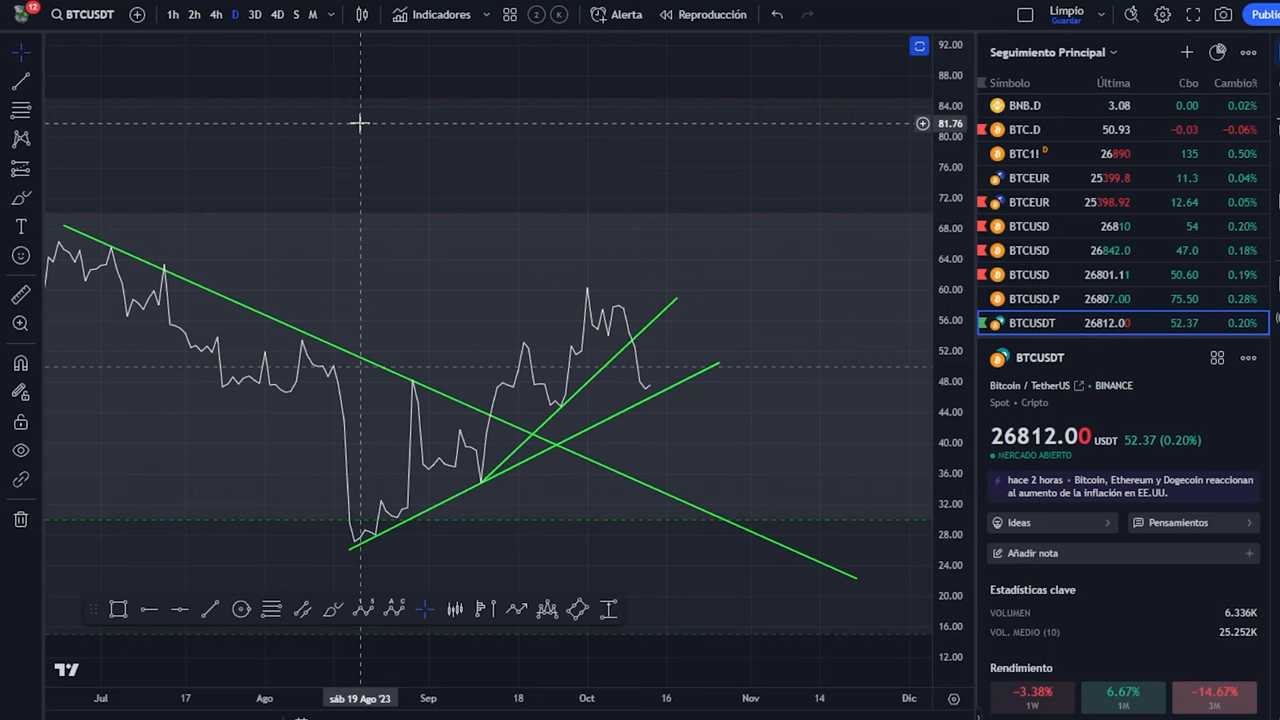 12
BTCUSDT
1h 2h 4h D 3D 4D S M
Indicadores
2
K
Alerta
Reproducción
Limpio
Guardar
Public
92.00
88.00
84.00
81.76
80.00
76.00
72.00
68.00
64.00
60.00
56.00
52.00
48.00
44.00
40.00
36.00
32.00
28.00
24.00
20.00
16.00
12.00
Jul 17 Ago sáb 19 Ago '23 Sep 18 Oct 16 Nov 14 Dic
Seguimiento Principal
Símbolo Última Cbo Cambio%
BNB.D 3.08 0.00 0.02%
BTC.D 50.93 −0.03 −0.06%
BTC1! D 26890 135 0.50%
BTCEUR 25399.8 11.3 0.04%
BTCEUR 25398.92 12.64 0.05%
BTCUSD 26810 54 0.20%
BTCUSD 26842.0 47.0 0.18%
BTCUSD 26801.11 50.60 0.19%
BTCUSD.P 26807.00 75.50 0.28%
BTCUSDT 26812.00 52.37 0.20%
BTCUSDT
Bitcoin / TetherUS • BINANCE
Spot • Cripto
26812.00 USDT 52.37 (0.20%)
MERCADO ABIERTO
hace 2 horas • Bitcoin, Ethereum y Dogecoin reaccionan
al aumento de la inflación en EE.UU.
Ideas
Pensamientos
Añadir nota
Estadísticas clave
VOLUMEN 6.336K
VOL. MEDIO (10) 25.252K
Rendimiento
−3.38% 6.67% −14.67%
1W 1M 3M